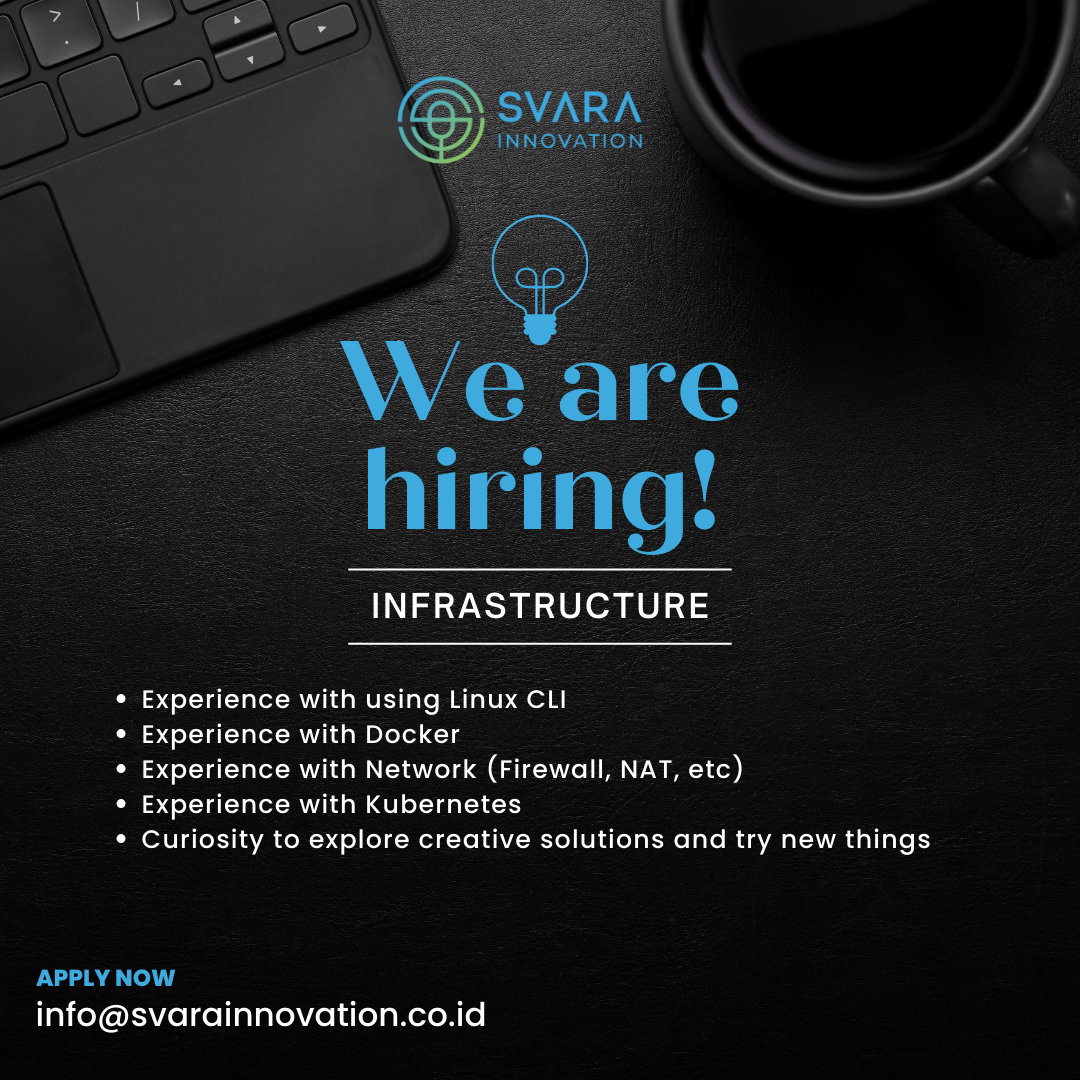 SVARA
INNOVATION
We are
hiring!
INFRASTRUCTURE
• Experience with using Linux CLI
• Experience with Docker
• Experience with Network (Firewall, NAT, etc)
• Experience with Kubernetes
• Curiosity to explore creative solutions and try new things
APPLY NOW
info@svarainnovation.co.id